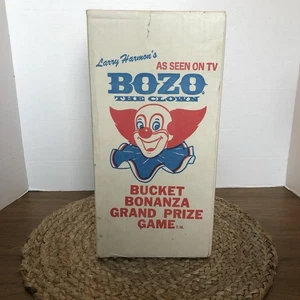 Larry Harmon's
AS SEEN ON TV
BOZO
THE CLOWN
BUCKET
BONANZA
GRAND PRIZE
GAME T.M.